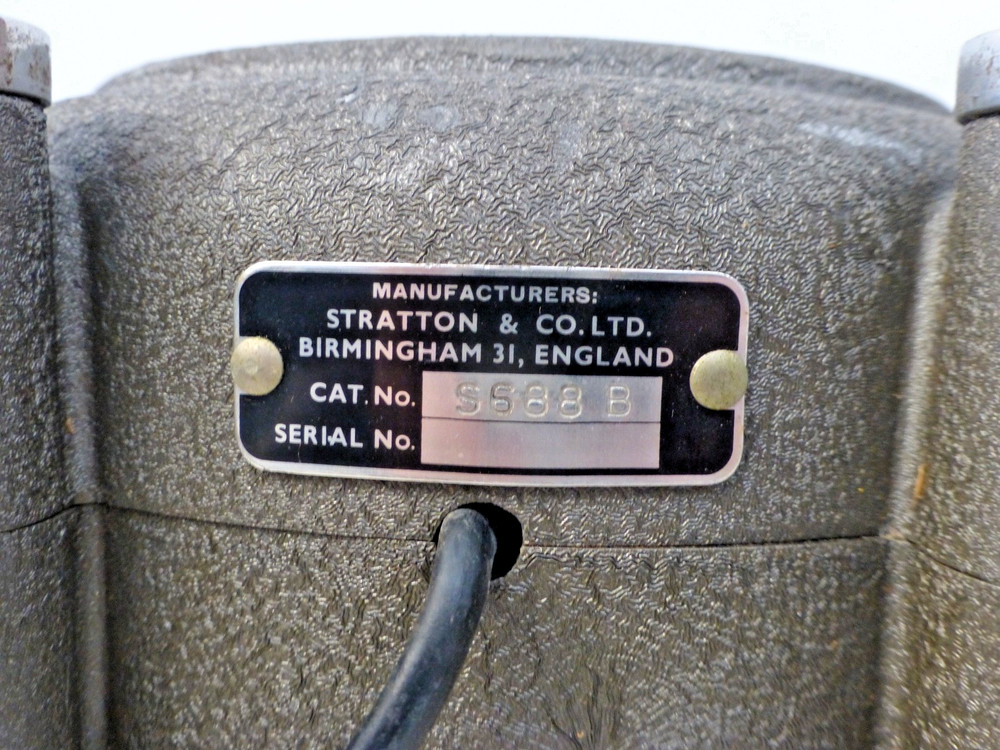 MANUFACTURERS:
STRATTON & CO. LTD.
BIRMINGHAM 31, ENGLAND
CAT. No. S688 B
SERIAL No.